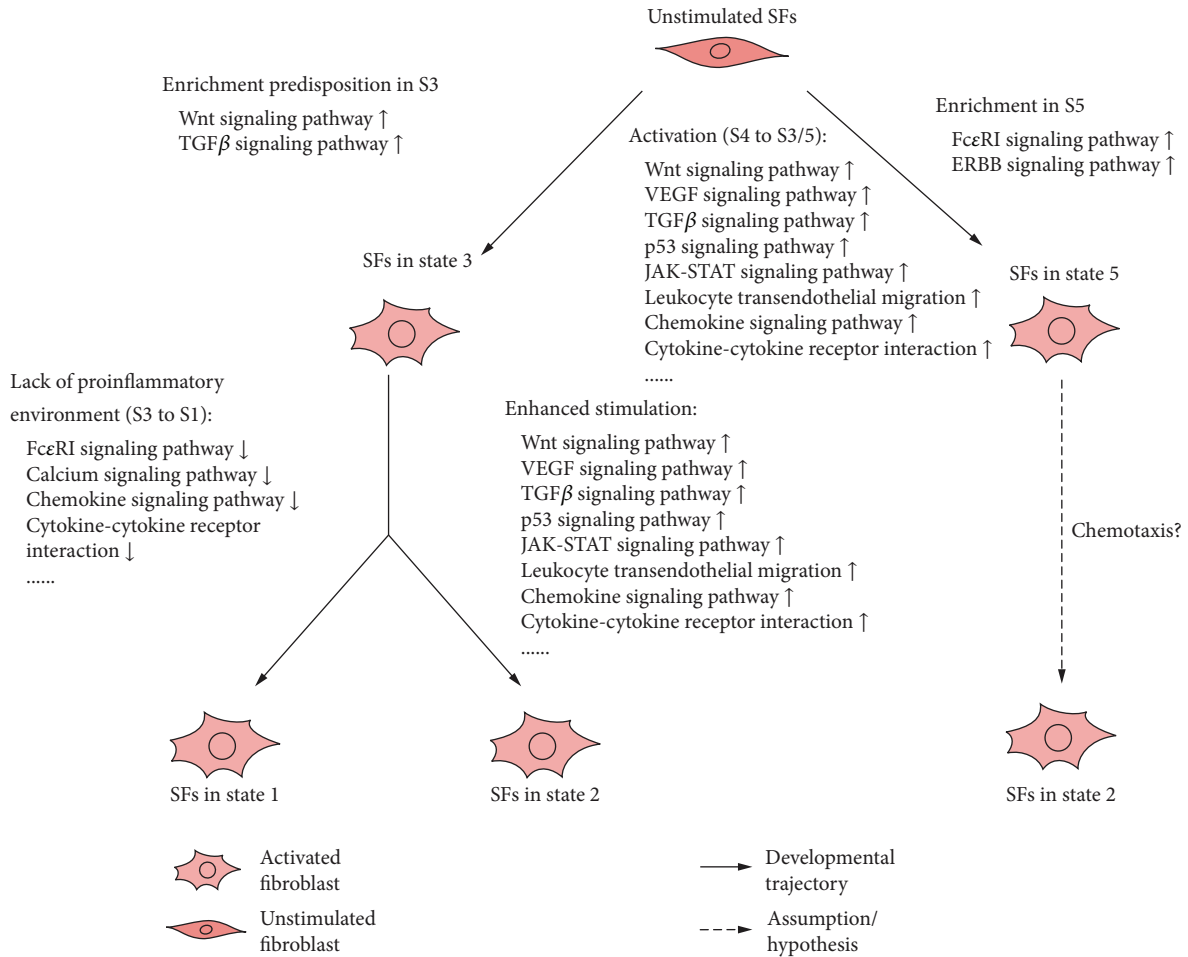 Unstimulated SFs
Enrichment predisposition in S3
Wnt signaling pathway ↑
TGFβ signaling pathway ↑
Enrichment in S5
FcεRI signaling pathway ↑
ERBB signaling pathway ↑
Activation (S4 to S3/5):
Wnt signaling pathway ↑
VEGF signaling pathway ↑
TGFβ signaling pathway ↑
p53 signaling pathway ↑
JAK-STAT signaling pathway ↑
Leukocyte transendothelial migration ↑
Chemokine signaling pathway ↑
Cytokine-cytokine receptor interaction ↑
......
SFs in state 3
SFs in state 5
Lack of proinflammatory
environment (S3 to S1):
FcεRI signaling pathway ↓
Calcium signaling pathway ↓
Chemokine signaling pathway ↓
Cytokine-cytokine receptor
interaction ↓
......
Enhanced stimulation:
Wnt signaling pathway ↑
VEGF signaling pathway ↑
TGFβ signaling pathway ↑
p53 signaling pathway ↑
JAK-STAT signaling pathway ↑
Leukocyte transendothelial migration ↑
Chemokine signaling pathway ↑
Cytokine-cytokine receptor interaction ↑
......
Chemotaxis?
SFs in state 1
SFs in state 2
SFs in state 2
Activated
fibroblast
Unstimulated
fibroblast
Developmental
trajectory
Assumption/
hypothesis